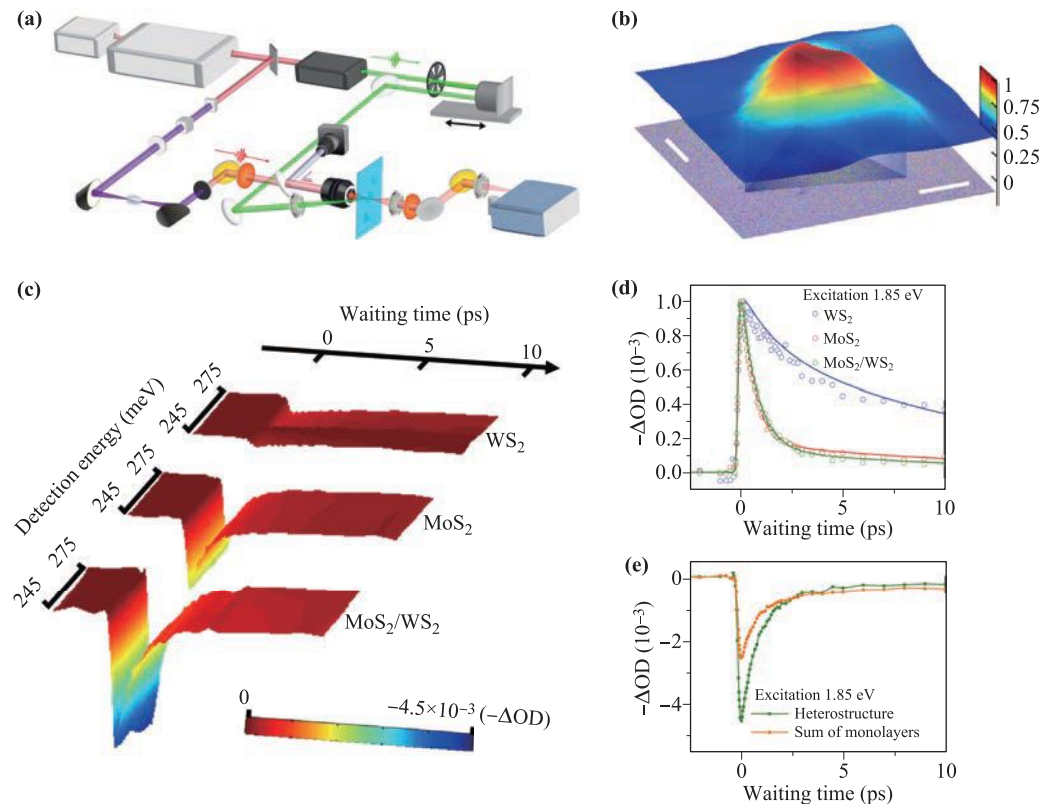 (a)
(b)
1
0.75
0.5
0.25
0
(c)
Waiting time (ps)
0
5
10
Detection energy (meV)
275
245
WS₂
275
245
MoS₂
275
245
MoS₂/WS₂
0
−4.5×10⁻³ (−ΔOD)
(d)
Excitation 1.85 eV
WS₂
MoS₂
MoS₂/WS₂
−ΔOD (10⁻³)
1.0
0.8
0.6
0.4
0.2
0.0
0
5
10
Waiting time (ps)
(e)
−ΔOD (10⁻³)
0
−2
−4
Excitation 1.85 eV
Heterostructure
Sum of monolayers
0
5
10
Waiting time (ps)